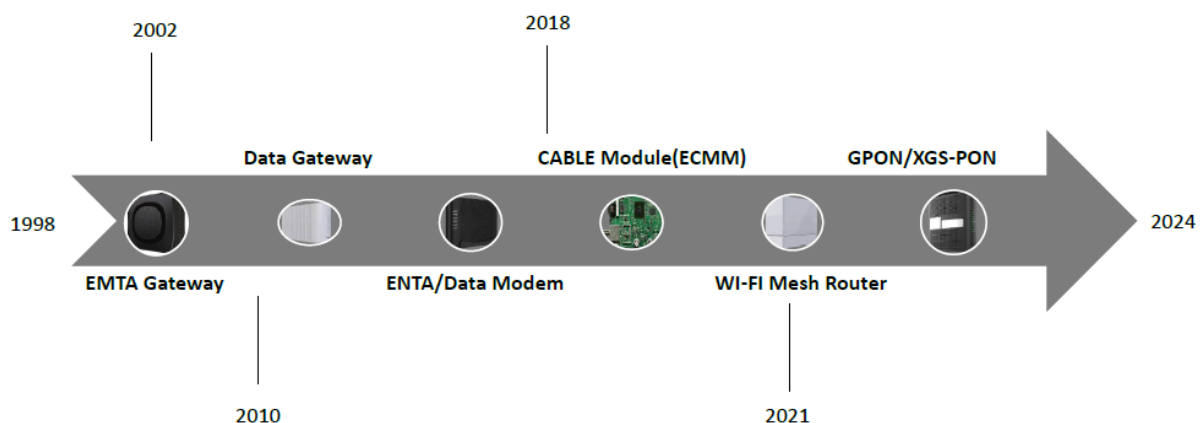 2002
2018
Data Gateway
CABLE Module(ECMM)
GPON/XGS-PON
1998
2024
EMTA Gateway
ENTA/Data Modem
WI-FI Mesh Router
2010
2021